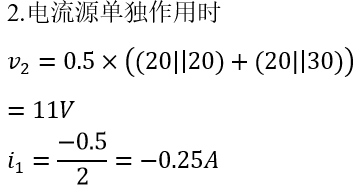 2.电流源单独作用时
v₂ = 0.5 × ((20||20) + (20||30))
= 11V
i₁ = −0.5/2 = −0.25A